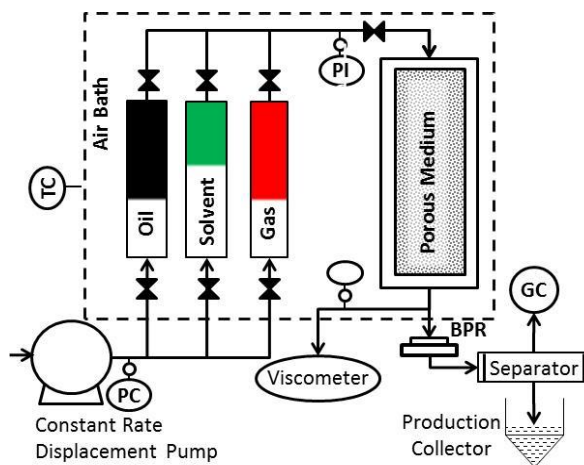 PI
Air Bath
TC
Oil
Solvent
Gas
Porous Medium
GC
BPR
PC
Viscometer
Separator
Constant Rate
Displacement Pump
Production
Collector